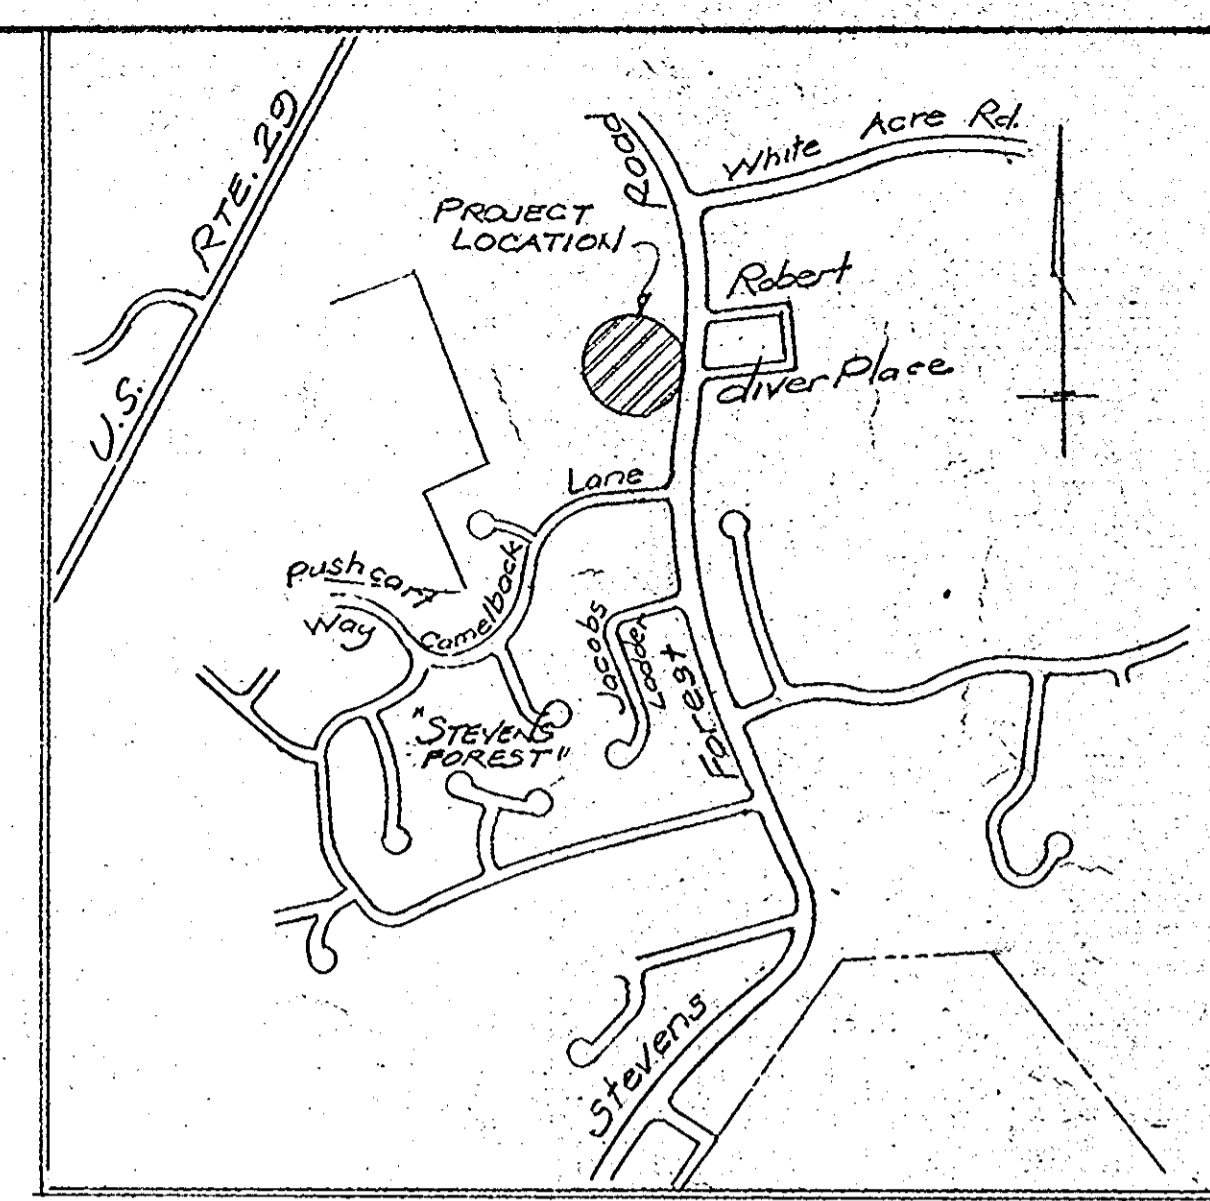 U.S. RTE. 29
Road
White Acre Rd.
PROJECT
LOCATION
Robert
Oliver Place
Lane
Camelback
Pushcart
Way
Jacobs
Ladder
"STEVENS
FOREST"
Forest
Stevens